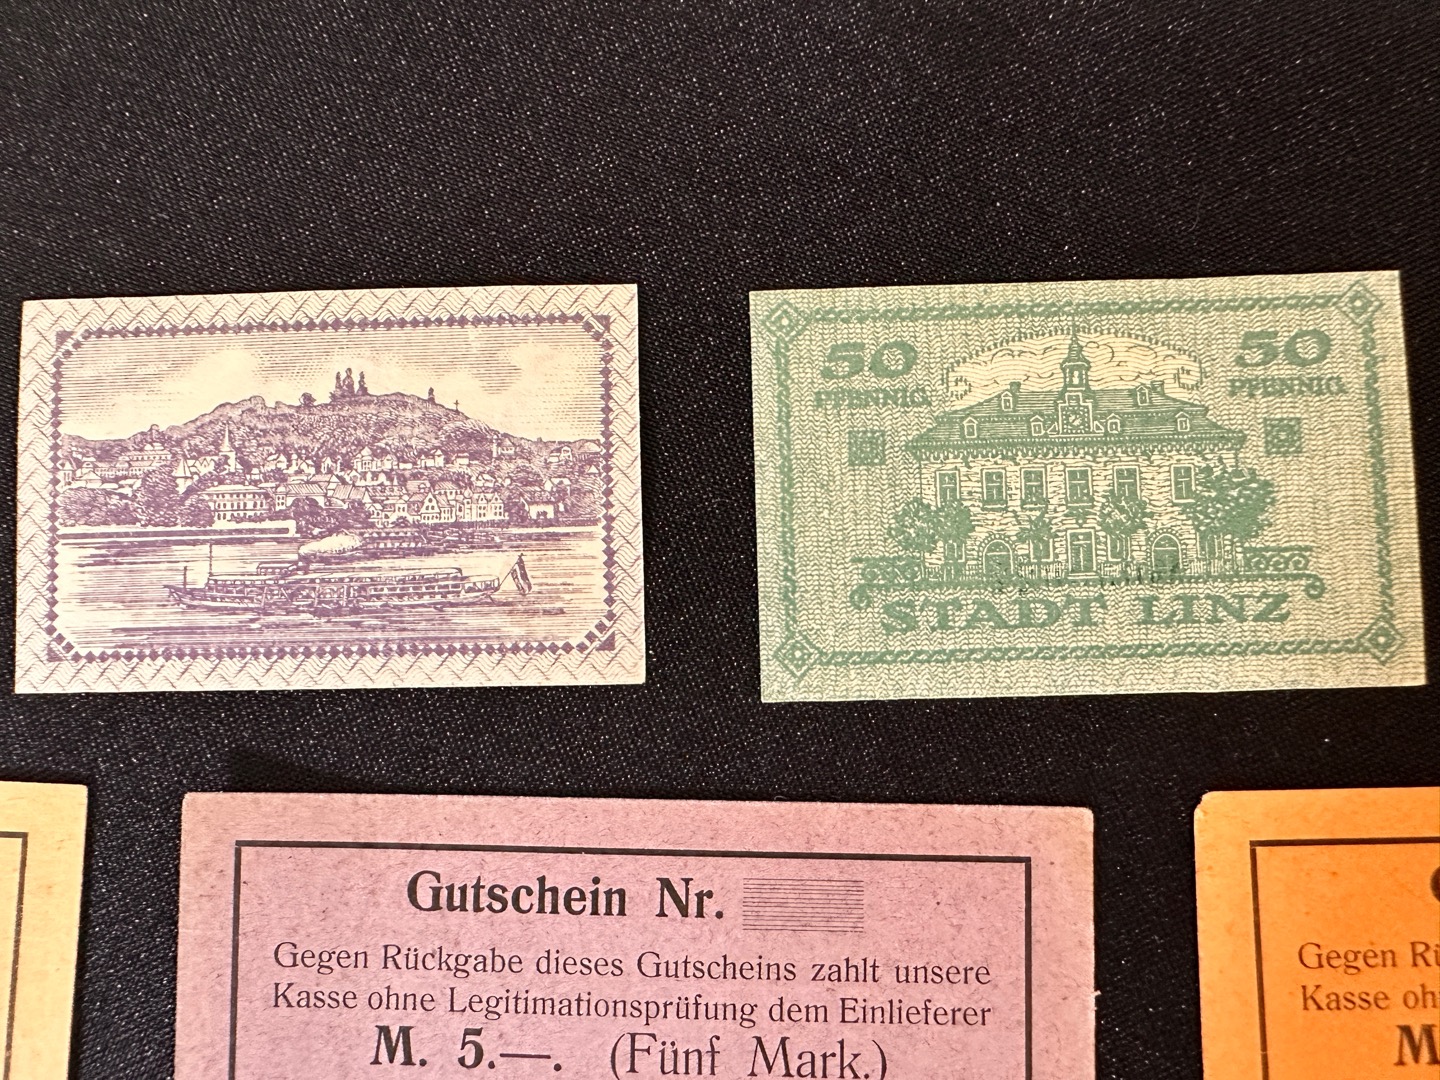 50 50
PFENNIG. PFENNIG.
STADT LINZ
Gutschein Nr.
Gegen Rückgabe dieses Gutscheins zahlt unsere
Kasse ohne Legitimationsprüfung dem Einlieferer
M. 5.—. (Fünf Mark.)
Gegen Rü
Kasse oh
M